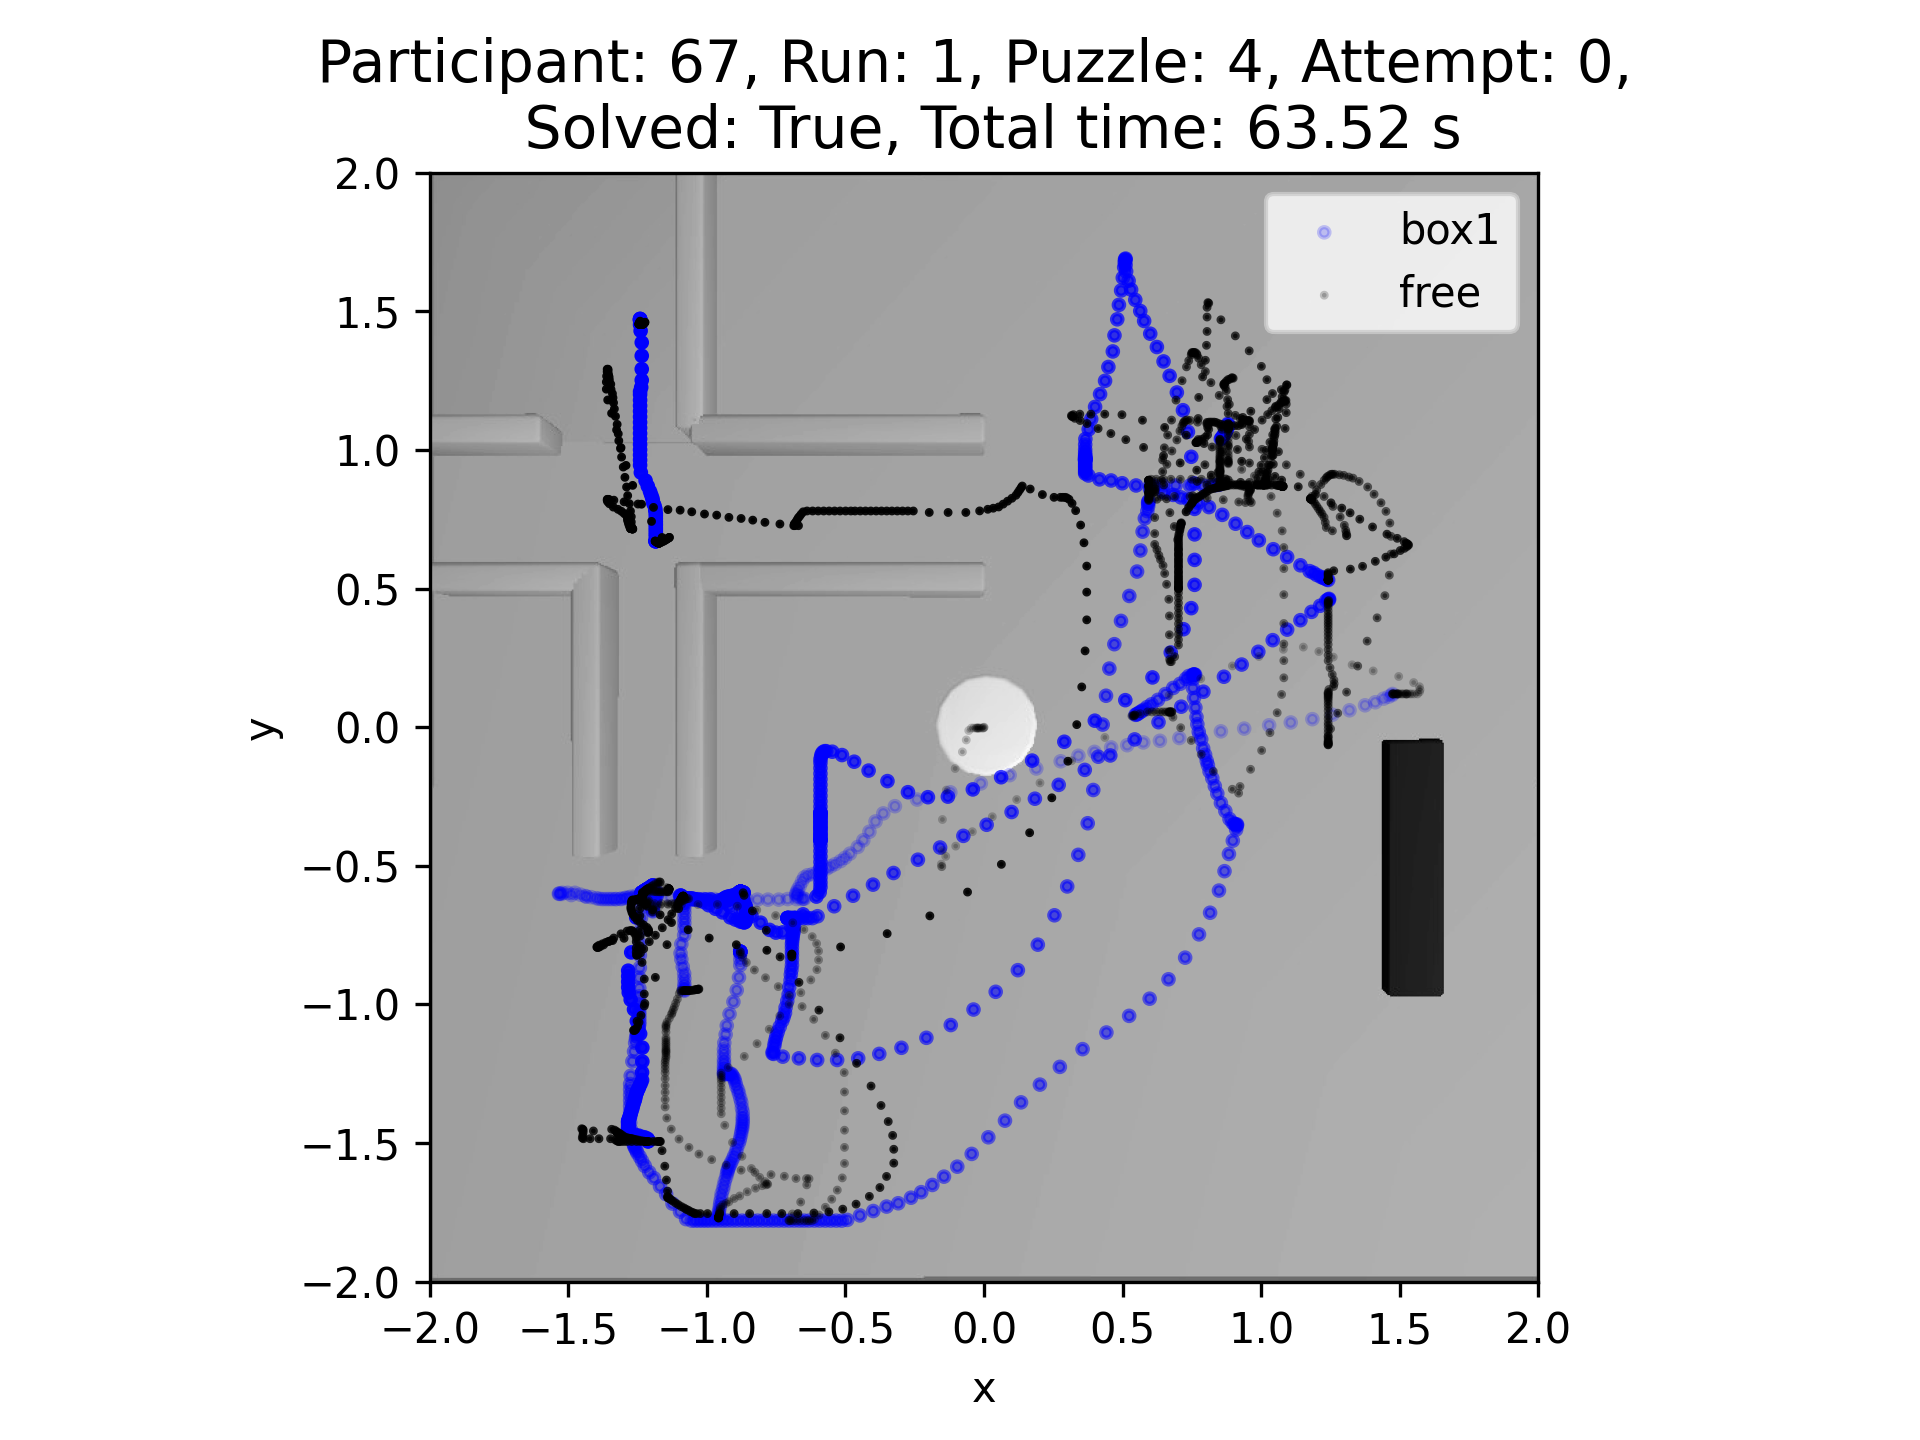 Participant: 67, Run: 1, Puzzle: 4, Attempt: 0,
Solved: True, Total time: 63.52 s
box1
free
2.0
1.5
1.0
0.5
0.0
−0.5
−1.0
−1.5
−2.0
y
−2.0 −1.5 −1.0 −0.5 0.0 0.5 1.0 1.5 2.0
x